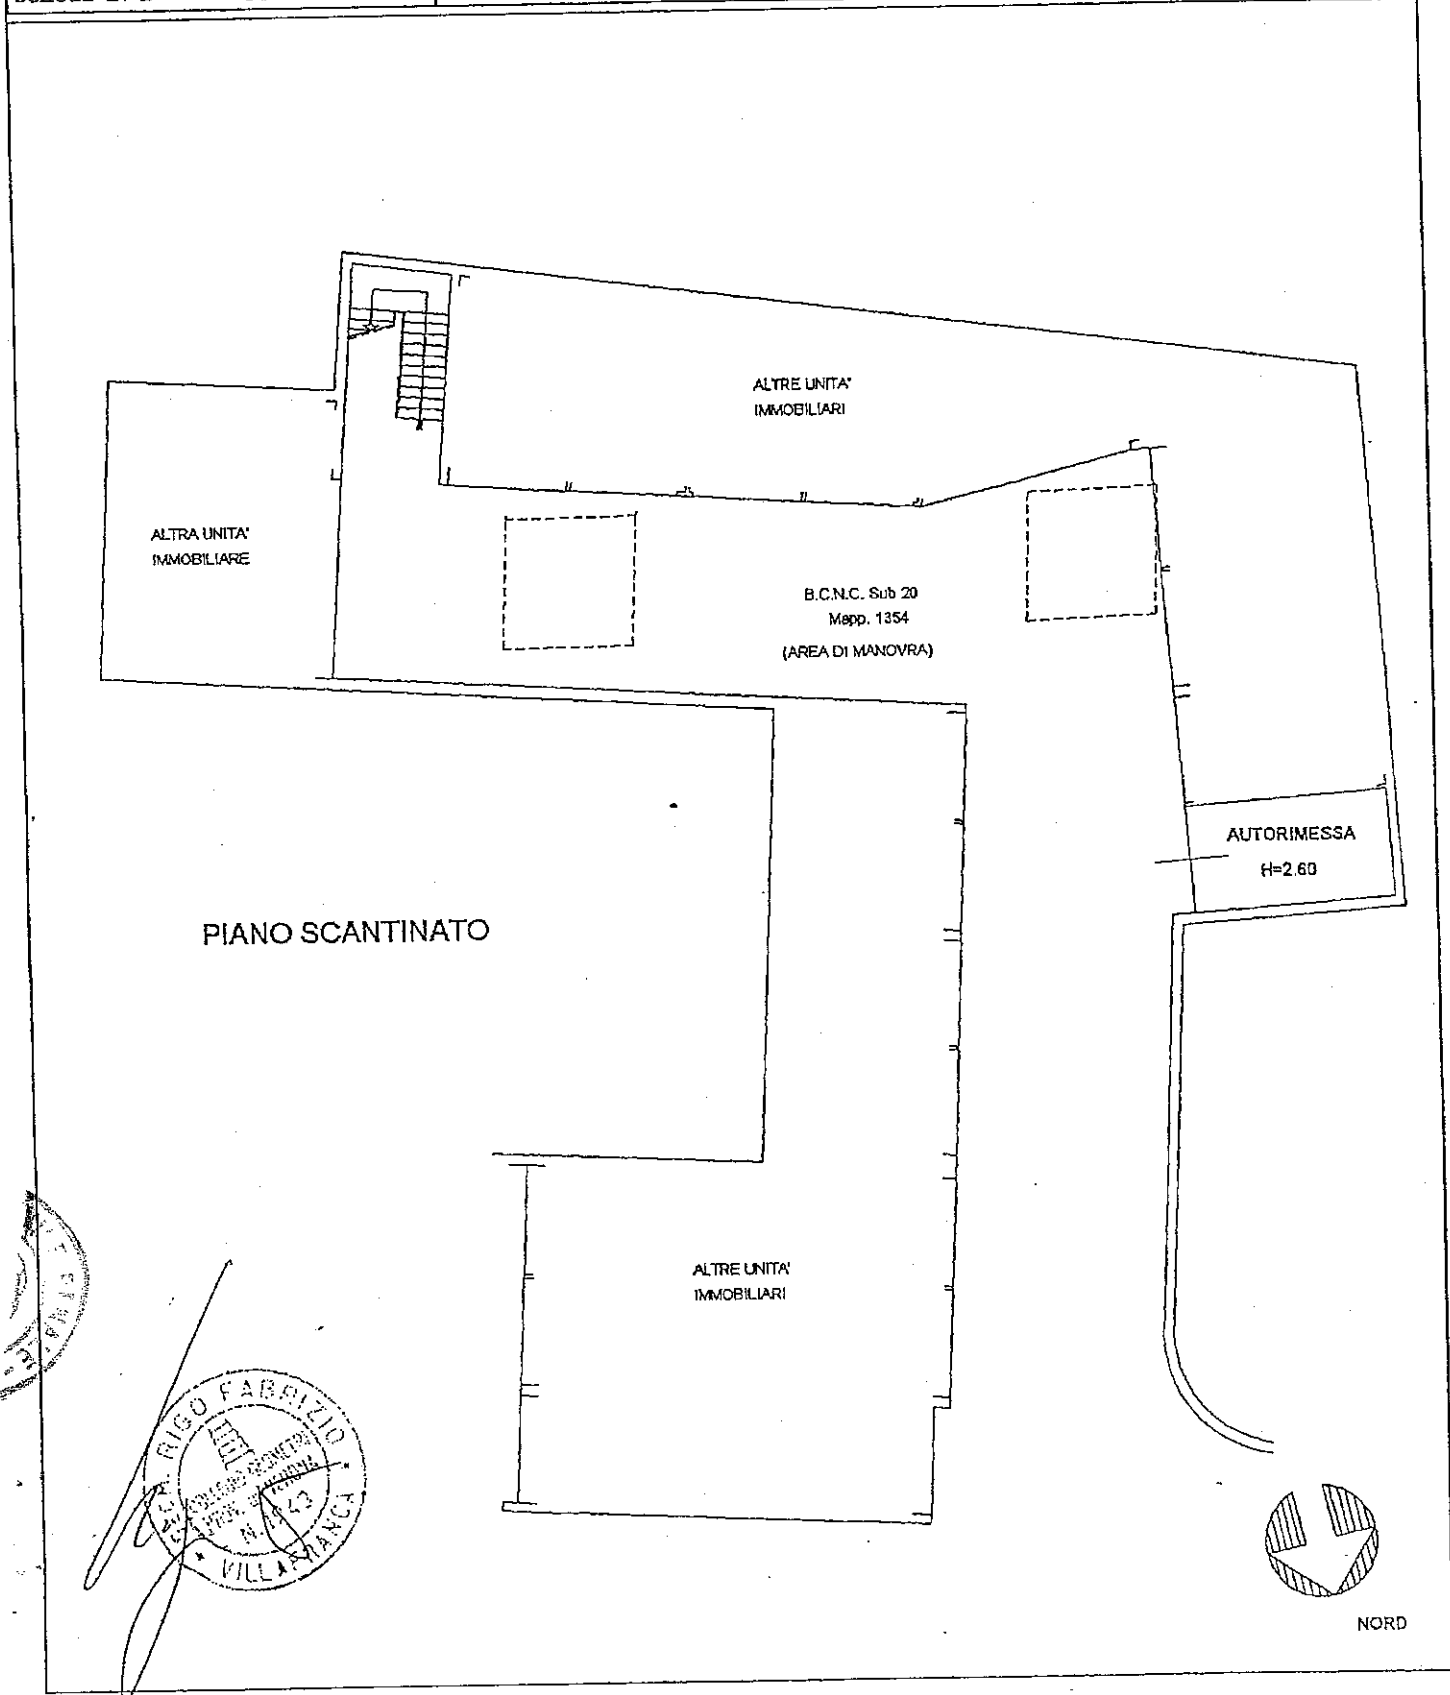 ALTRE UNITA'
IMMOBILIARI
ALTRA UNITA'
IMMOBILIARE
B.C.N.C. Sub 20
Mapp. 1354
(AREA DI MANOVRA)
AUTORIMESSA
H=2.60
PIANO SCANTINATO
ALTRE UNITA'
IMMOBILIARI
RIGO FABRIZIO
VILLAFRANCA
NORD